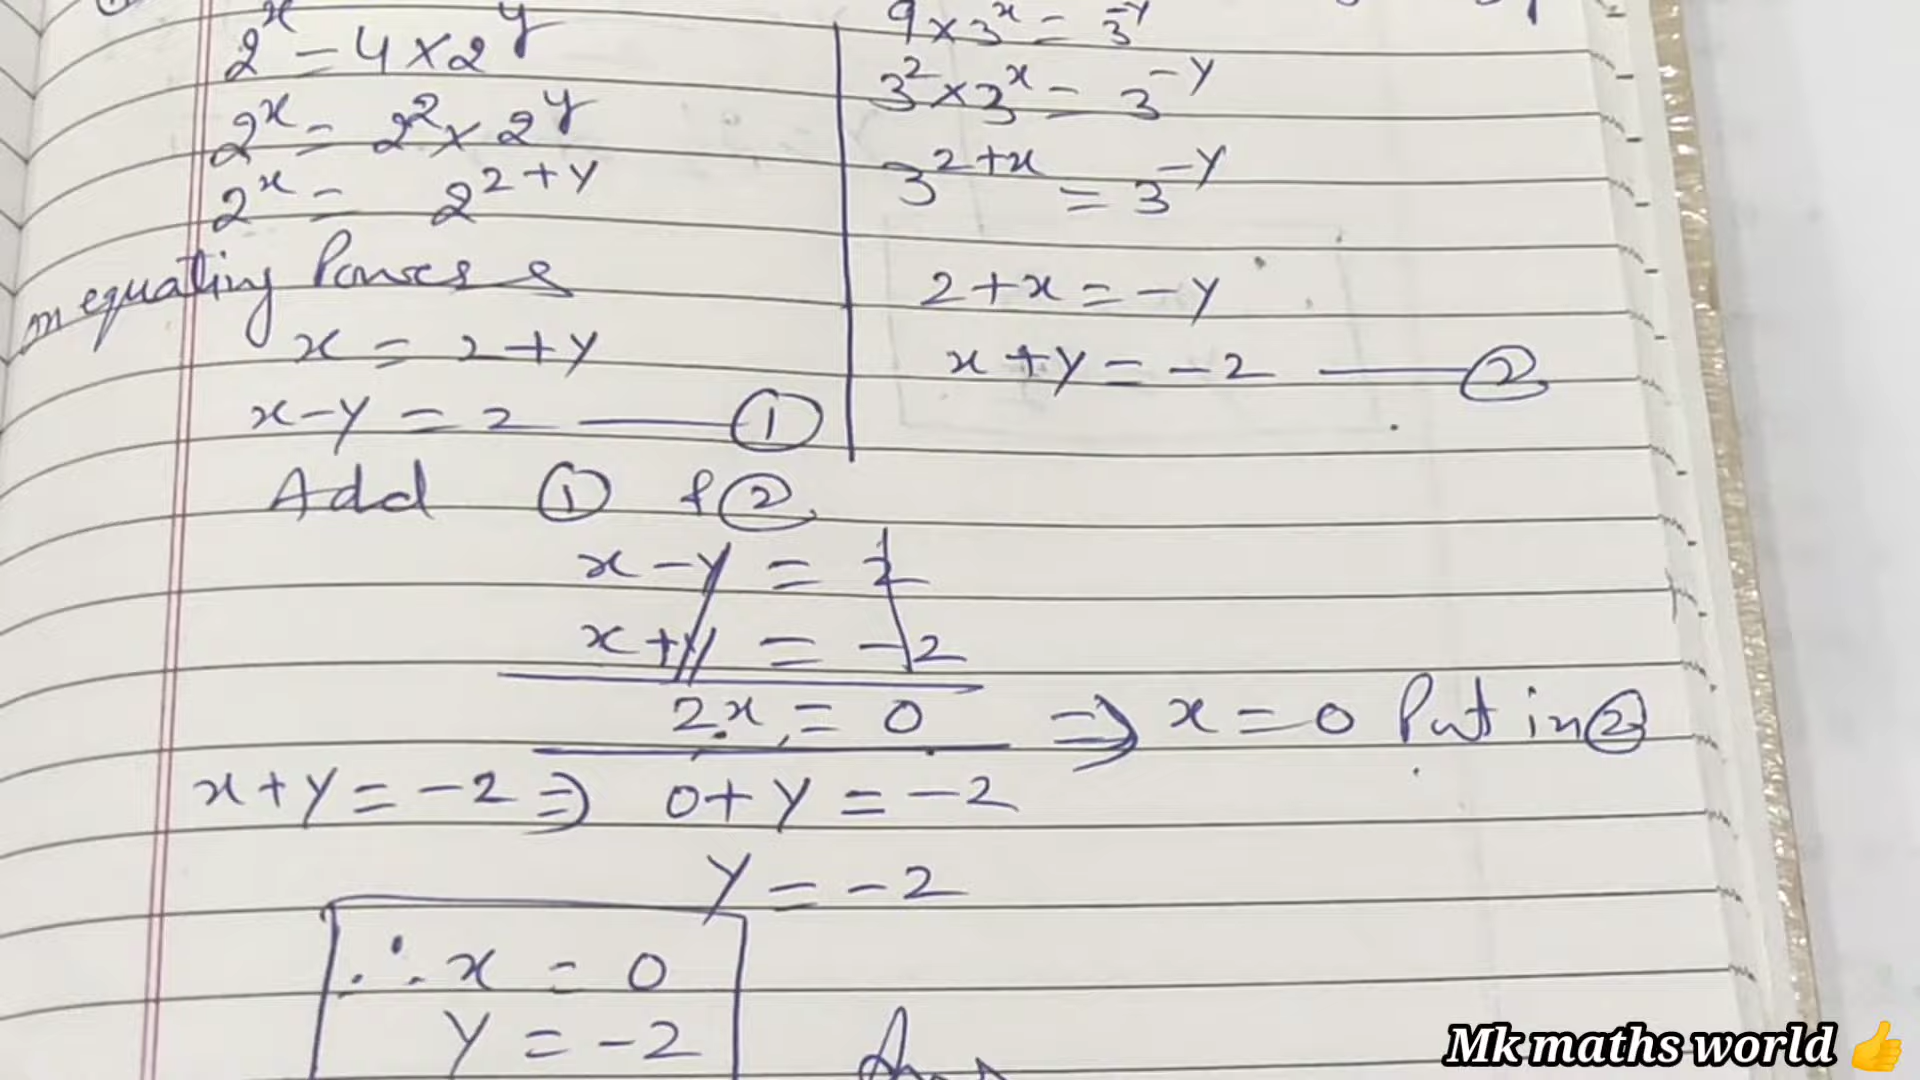 2^x = 4 × 2^y
2^x = 2^2 × 2^y
2^x = 2^{2+y}
equating Powers
x = 2+y
x-y = 2 —— ①
9 × 3^x = 3^{-y}
3^2 × 3^x = 3^{-y}
3^{2+x} = 3^{-y}
2+x = -y
x+y = -2 —— ②
Add ① & ②
x-y = 2
x+y = -2
2x = 0 ⇒ x = 0 Put in ②
x+y = -2 ⇒ 0+y = -2
y = -2
∴ x = 0
y = -2
Ans
Mk maths world 👍